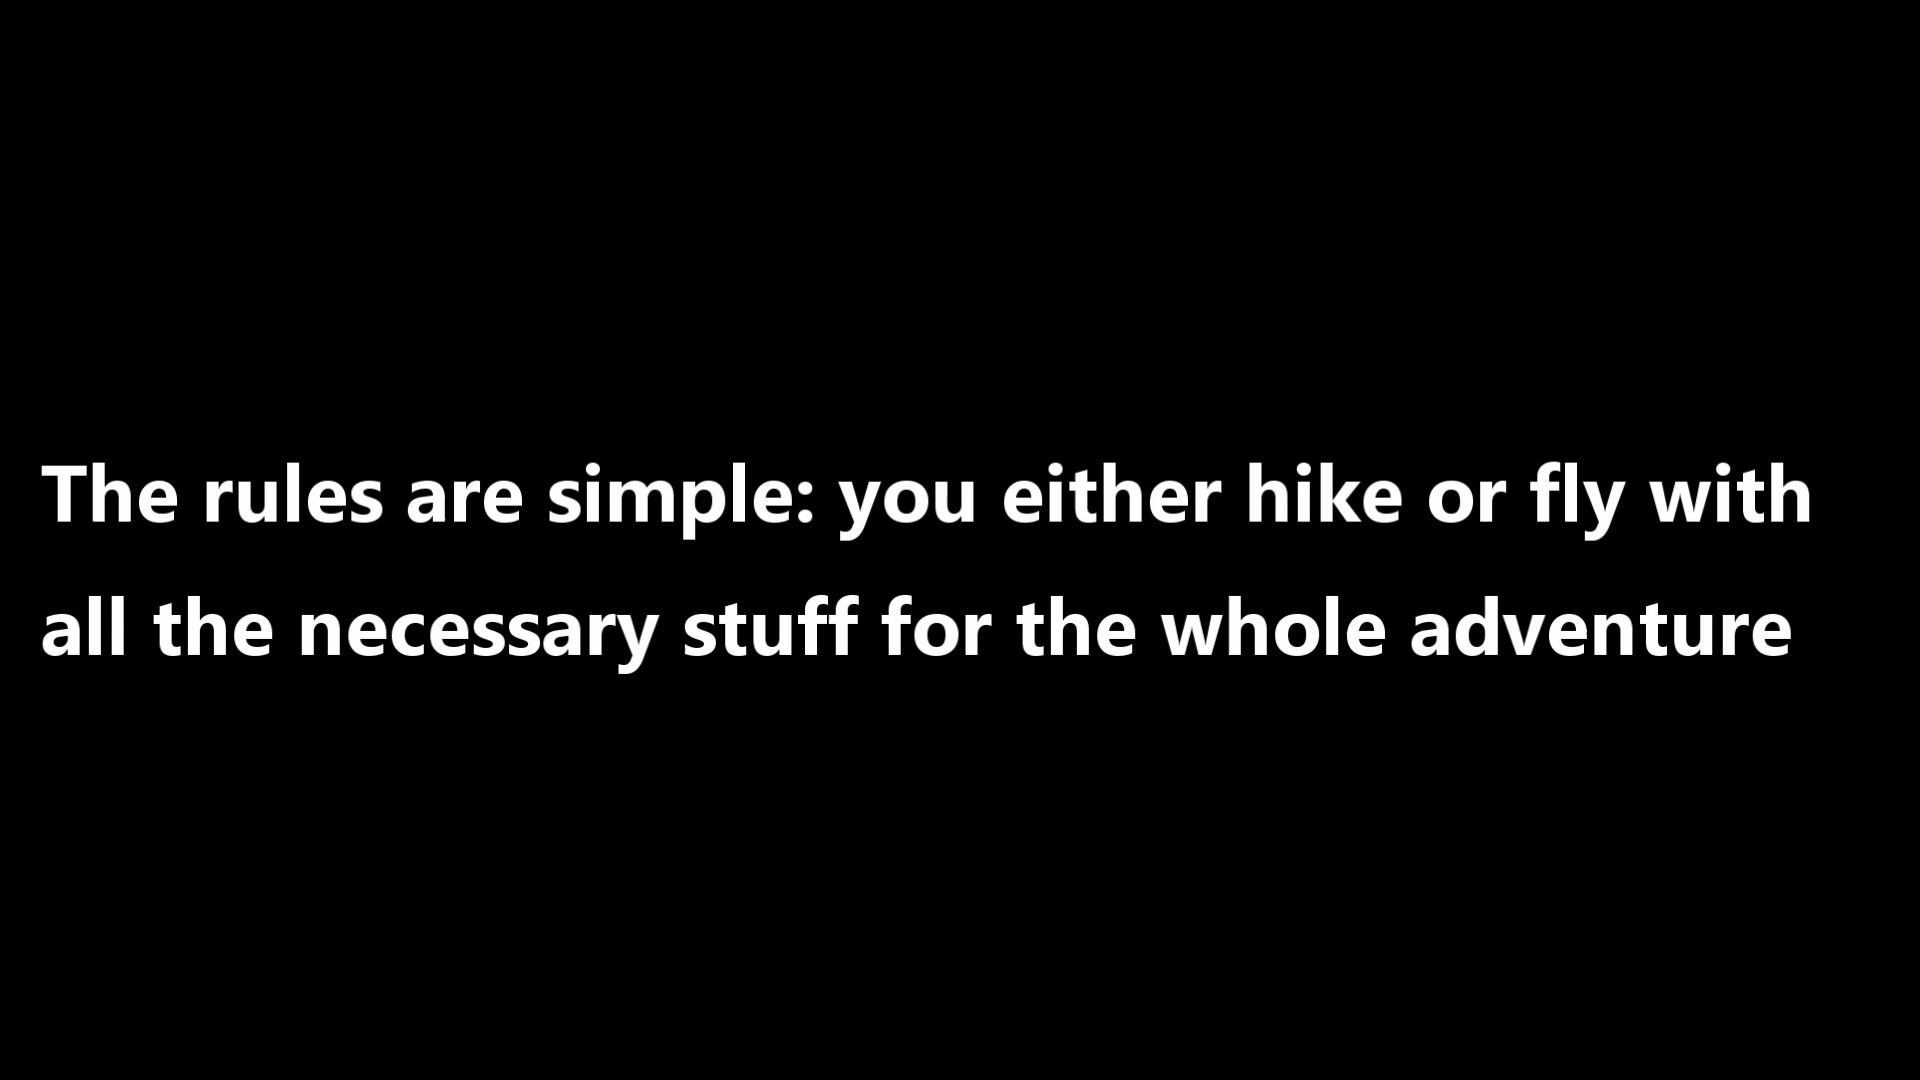 The rules are simple: you either hike or fly with
all the necessary stuff for the whole adventure